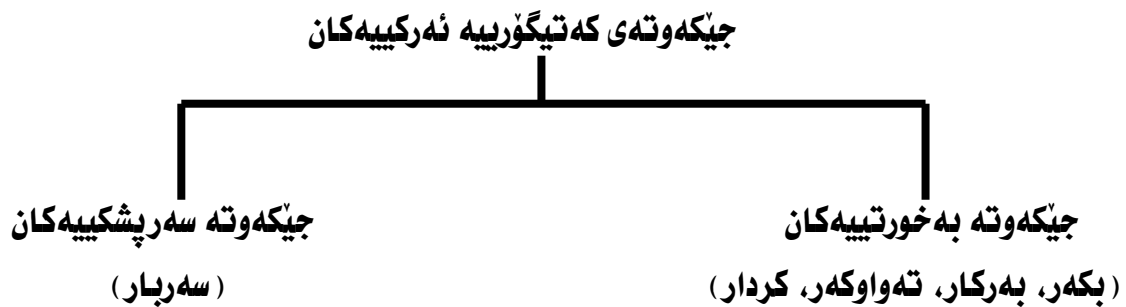 جێکەوتەی کەتیگۆرییە ئەرکییەکان
جێکەوتە بەخورتییەکان
(بکەر، بەرکار، تەواوکەر، کردار)
جێکەوتە سەرپشکییەکان
(سەربار)